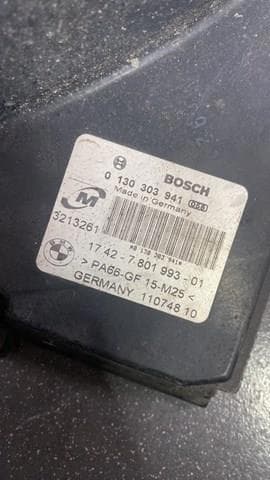 BOSCH
0 130 303 941
Made in Germany
M
3213261
17 42 - 7 801 993 - 01
> PA66-GF 15-M25 <
GERMANY 110748 10